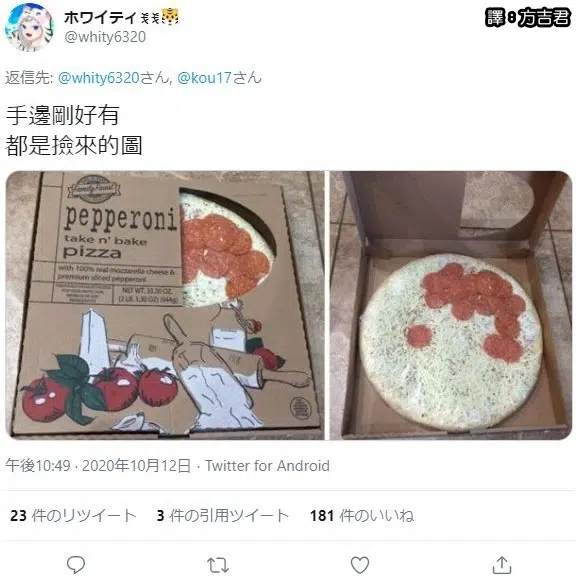 ホワイティ
譯:方吉君
@whity6320
返信先: @whity6320さん, @kou17さん
手邊剛好有
都是撿來的圖
Family Finest
pepperoni
take n' bake
pizza
with 100% real mozzarella cheese &
premium sliced pepperoni
NET WT. 33.30 OZ.
(2 LB. 1.30 OZ) (944g)
午後10:49 · 2020年10月12日 · Twitter for Android
23 件のリツイート 3 件の引用ツイート 181 件のいいね